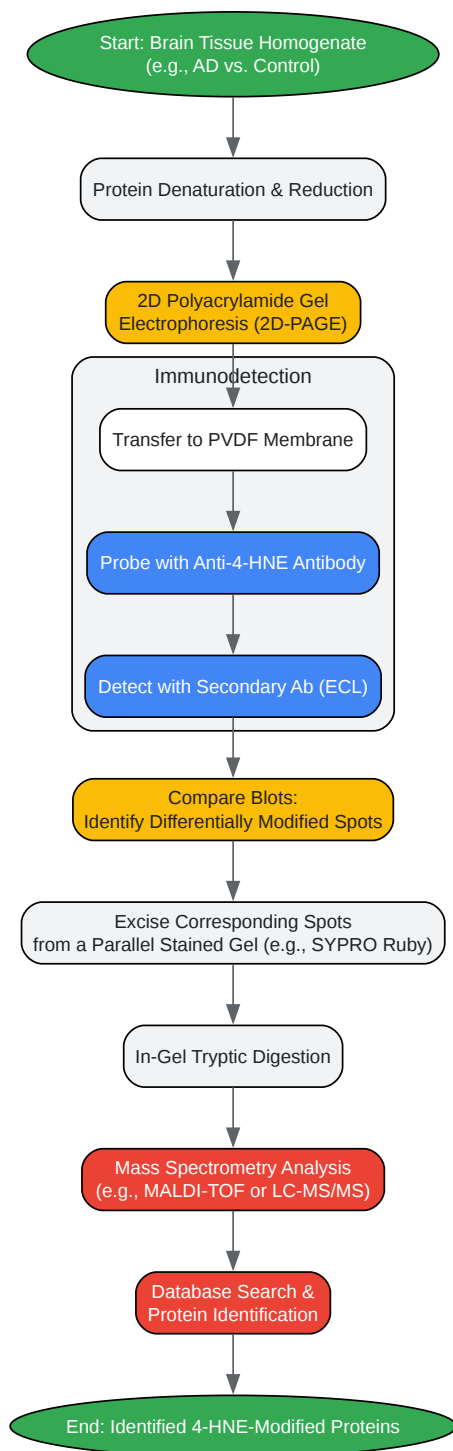 Start: Brain Tissue Homogenate
(e.g., AD vs. Control)
Protein Denaturation & Reduction
2D Polyacrylamide Gel
Electrophoresis (2D-PAGE)
Immunodetection
Transfer to PVDF Membrane
Probe with Anti-4-HNE Antibody
Detect with Secondary Ab (ECL)
Compare Blots:
Identify Differentially Modified Spots
Excise Corresponding Spots
from a Parallel Stained Gel (e.g., SYPRO Ruby)
In-Gel Tryptic Digestion
Mass Spectrometry Analysis
(e.g., MALDI-TOF or LC-MS/MS)
Database Search &
Protein Identification
End: Identified 4-HNE-Modified Proteins